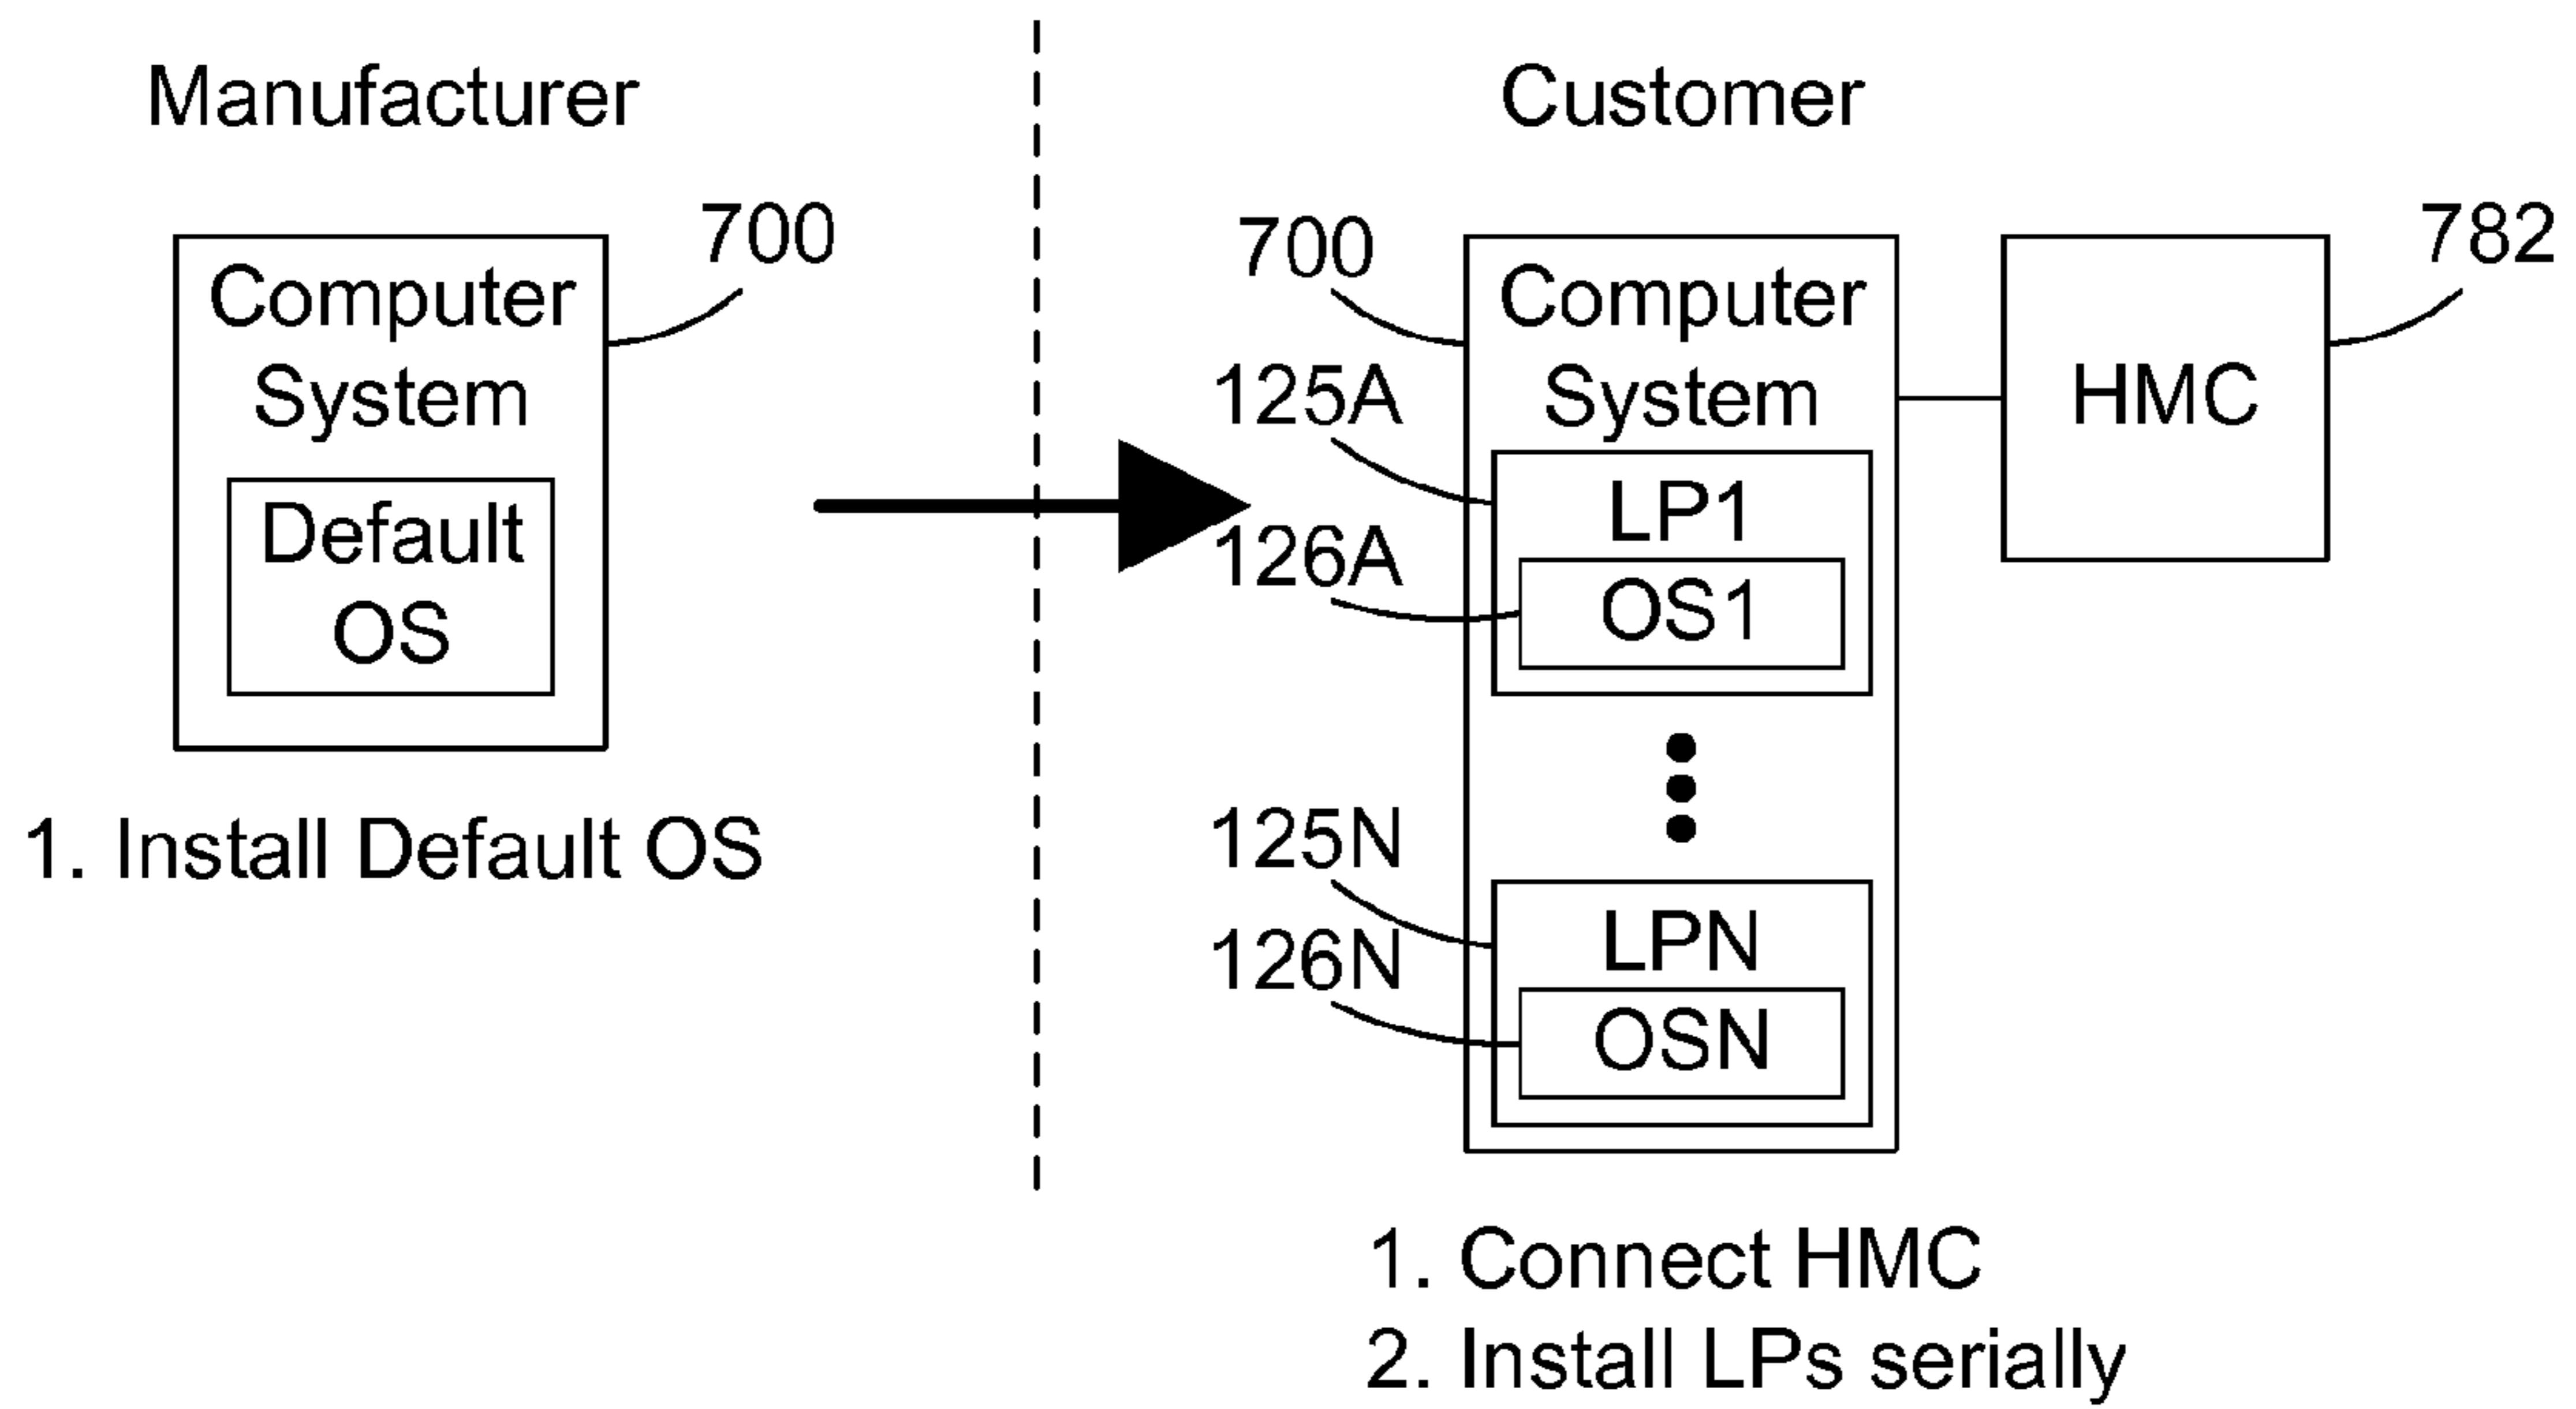 Manufacturer
700
Computer
System
Default
OS
1. Install Default OS
Customer
700
782
Computer
System
HMC
125A
LP1
126A
OS1
125N
LPN
126N
OSN
1. Connect HMC
2. Install LPs serially